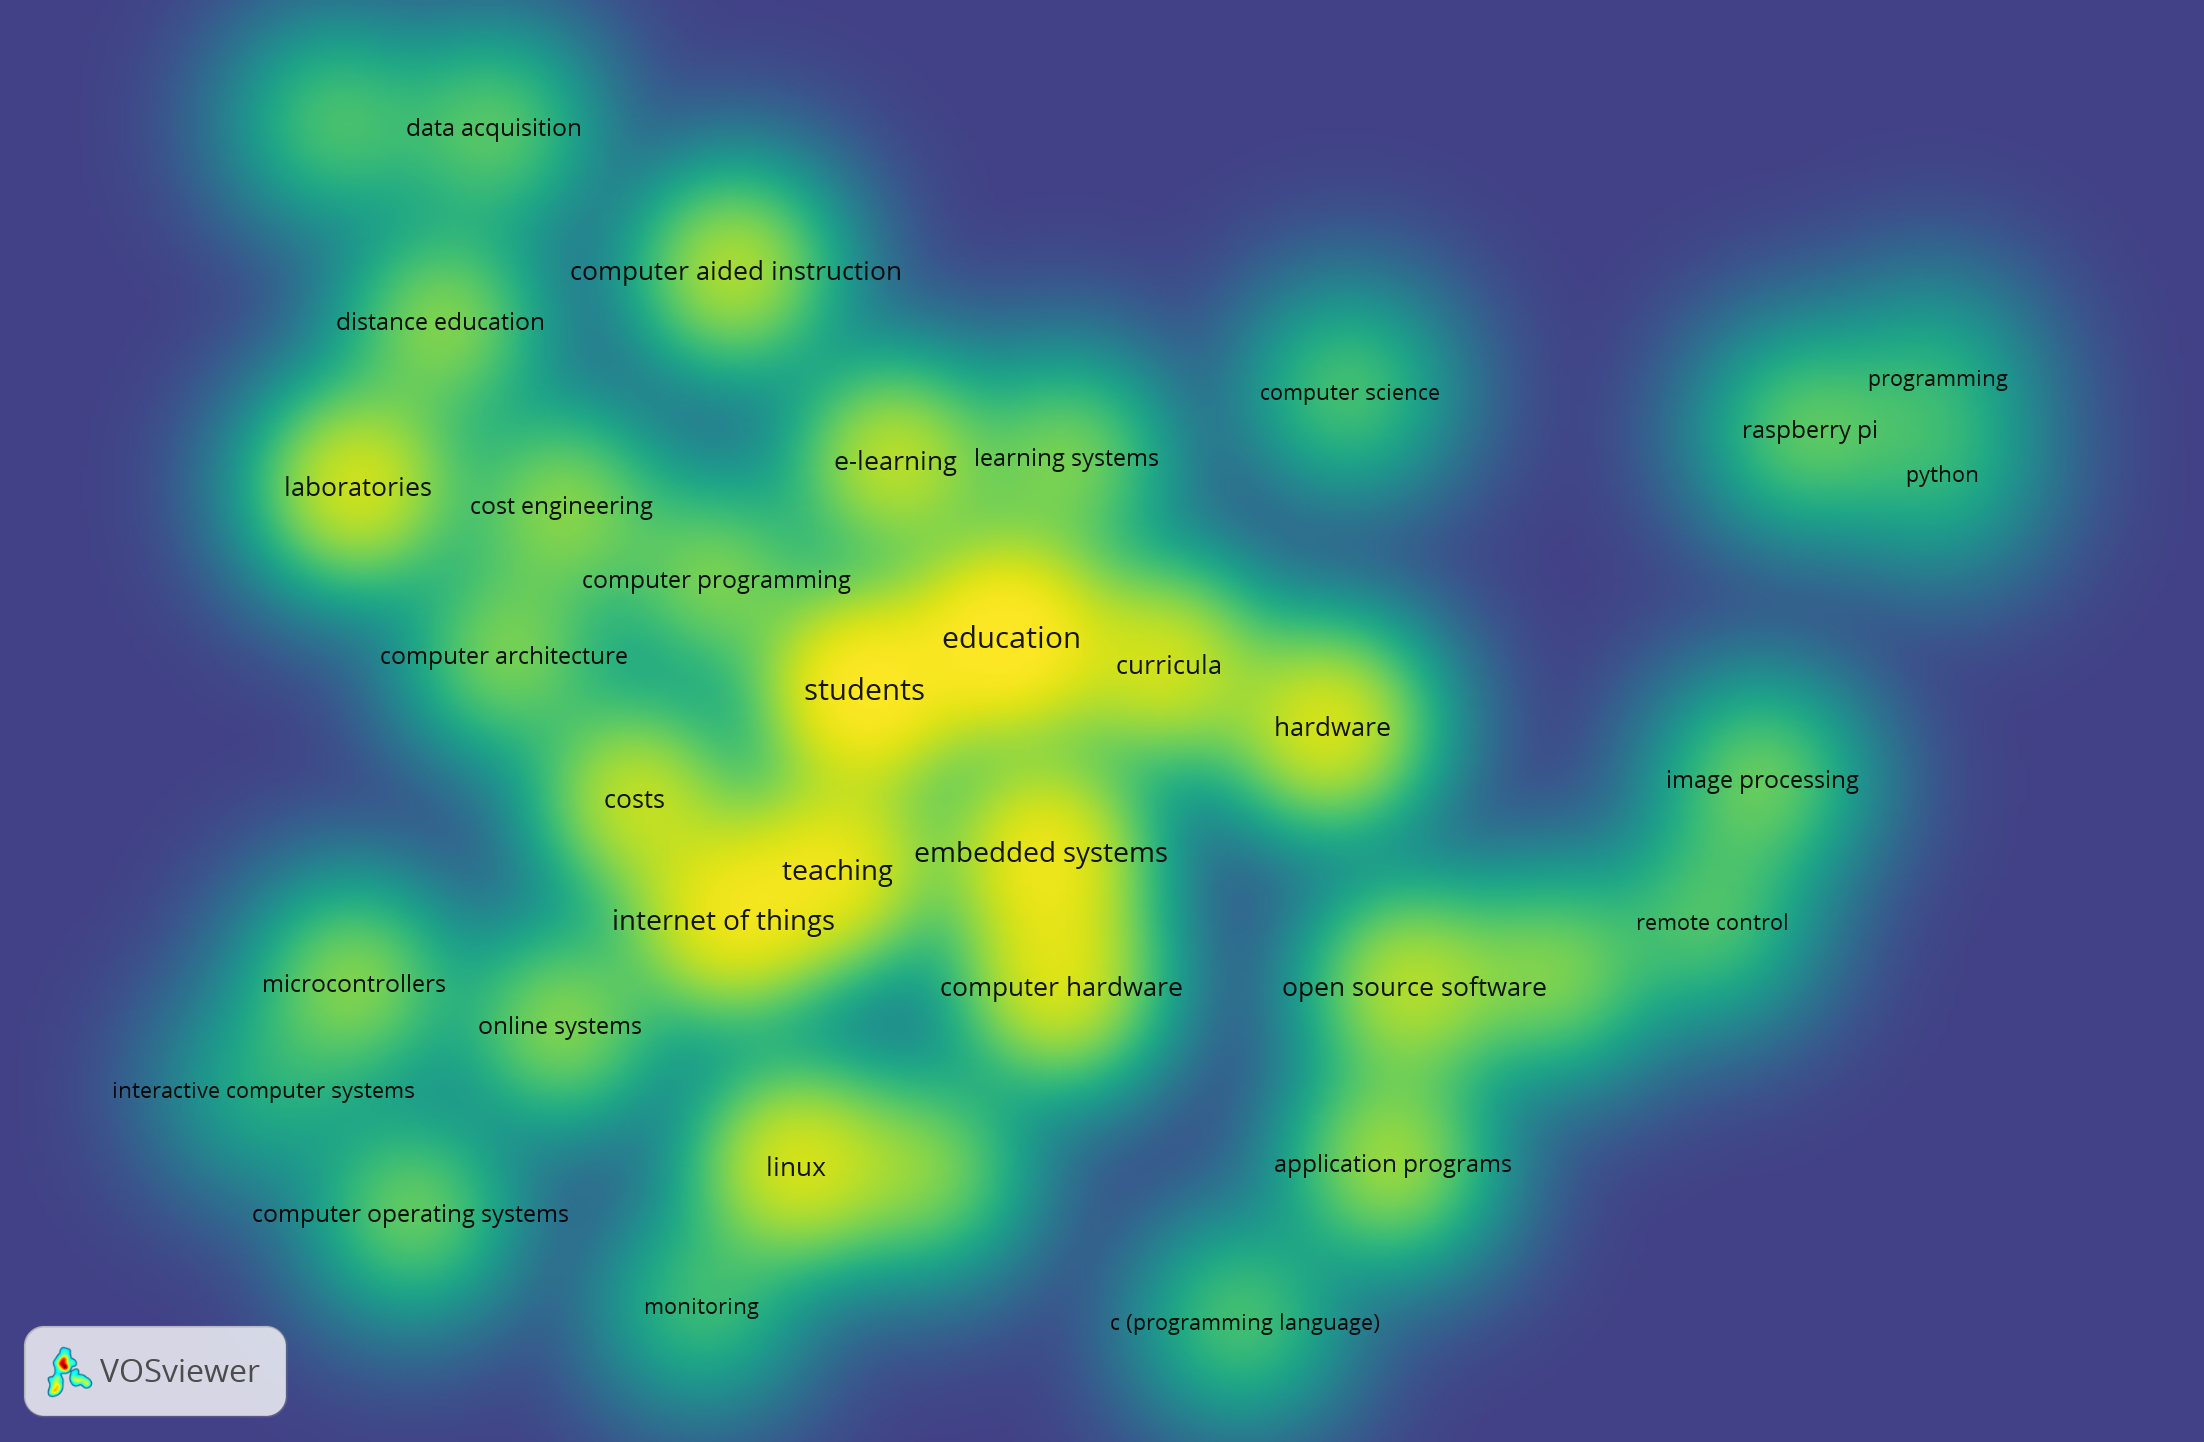 data acquisition
computer aided instruction
distance education
programming
computer science
raspberry pi
e-learning
learning systems
python
laboratories
cost engineering
computer programming
education
computer architecture
curricula
students
hardware
image processing
costs
embedded systems
teaching
internet of things
remote control
microcontrollers
computer hardware
open source software
online systems
interactive computer systems
application programs
linux
computer operating systems
monitoring
c (programming language)
VOSviewer